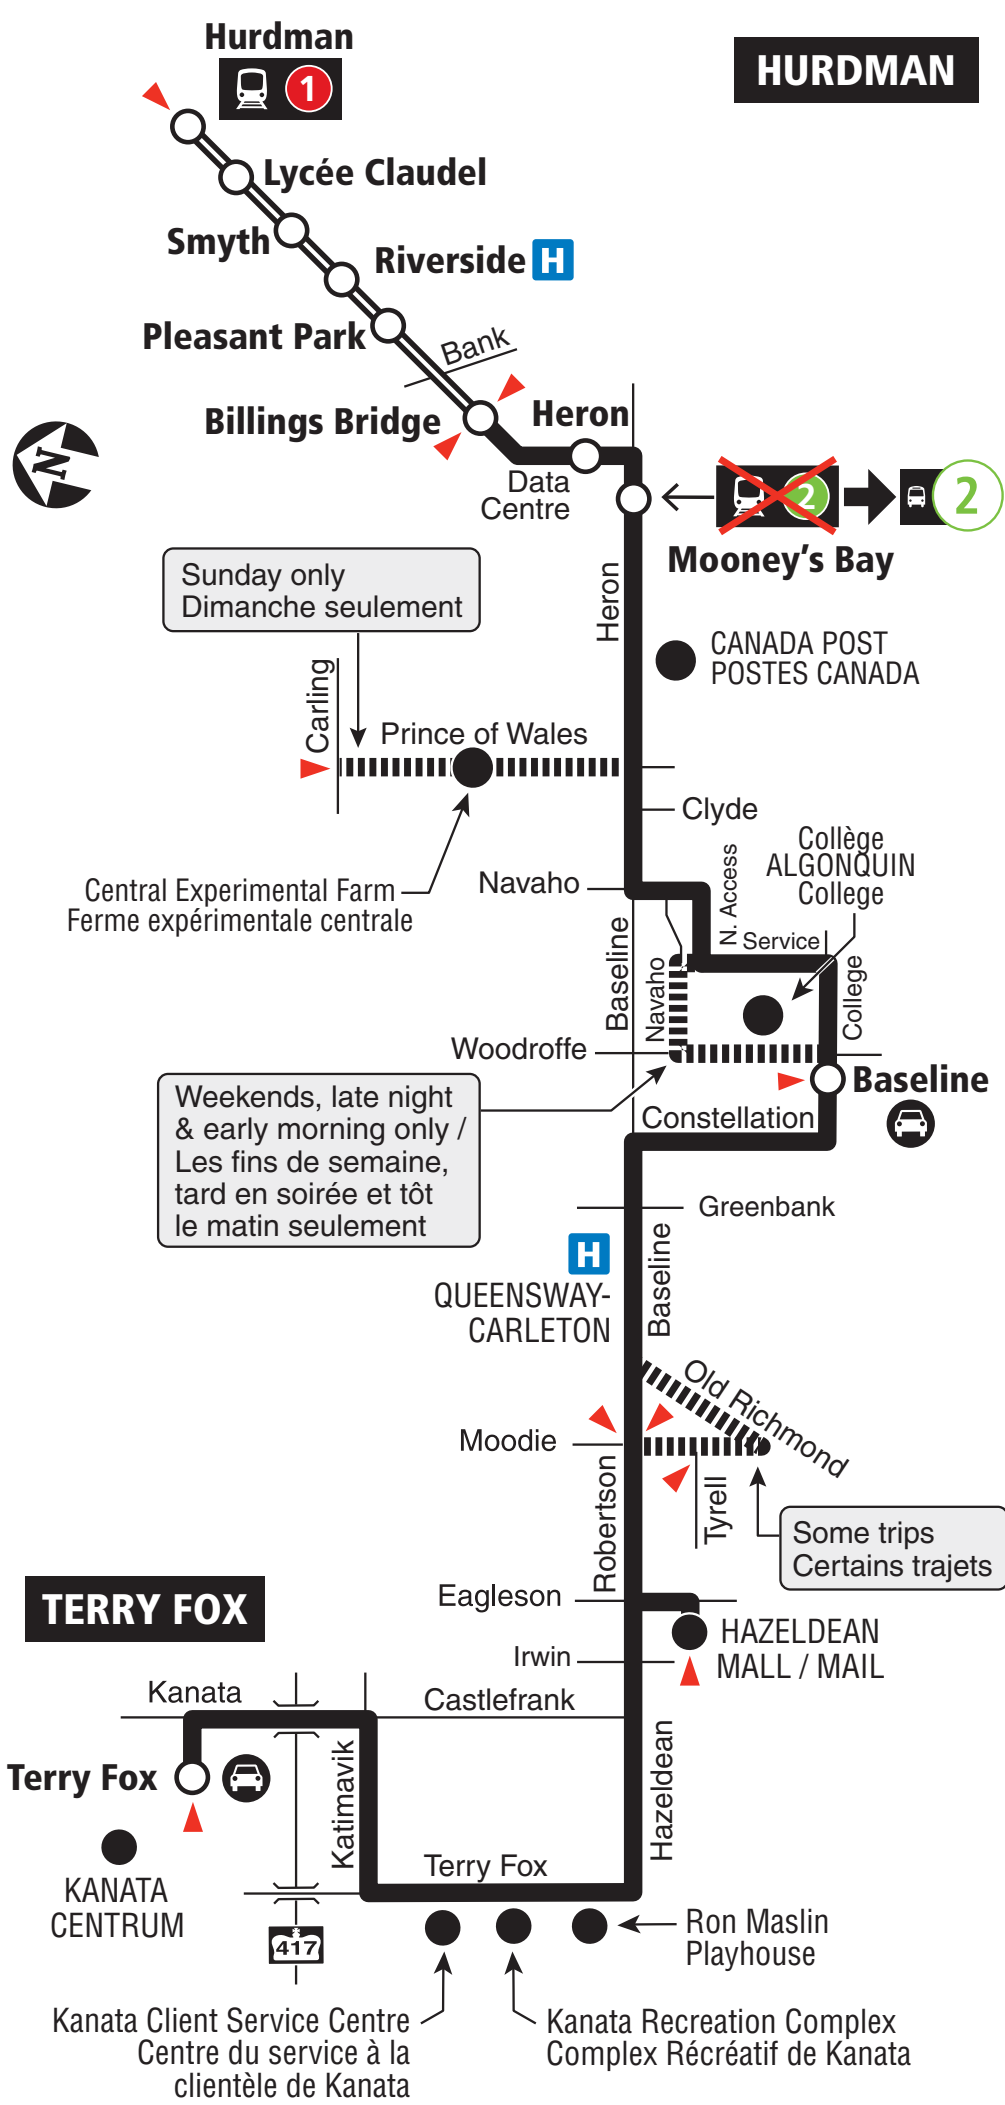 Hurdman
1
HURDMAN
Lycée Claudel
Smyth
Riverside H
Pleasant Park
Bank
Billings Bridge
Heron
Data
Centre
2
2
Mooney's Bay
N
Sunday only
Dimanche seulement
Heron
CANADA POST
POSTES CANADA
Carling
Prince of Wales
Clyde
Collège
ALGONQUIN
College
Central Experimental Farm
Ferme expérimentale centrale
Navaho
N. Access
Service
Baseline
Navaho
College
Woodroffe
Baseline
Weekends, late night
& early morning only /
Les fins de semaine,
tard en soirée et tôt
le matin seulement
Constellation
Greenbank
H
QUEENSWAY-
CARLETON
Baseline
Old Richmond
Moodie
Robertson
Tyrell
Some trips
Certains trajets
TERRY FOX
Eagleson
HAZELDEAN
MALL / MAIL
Irwin
Kanata
Castlefrank
Terry Fox
Katimavik
Hazeldean
KANATA
CENTRUM
Terry Fox
417
Ron Maslin
Playhouse
Kanata Client Service Centre
Centre du service à la
clientèle de Kanata
Kanata Recreation Complex
Complex Récréatif de Kanata